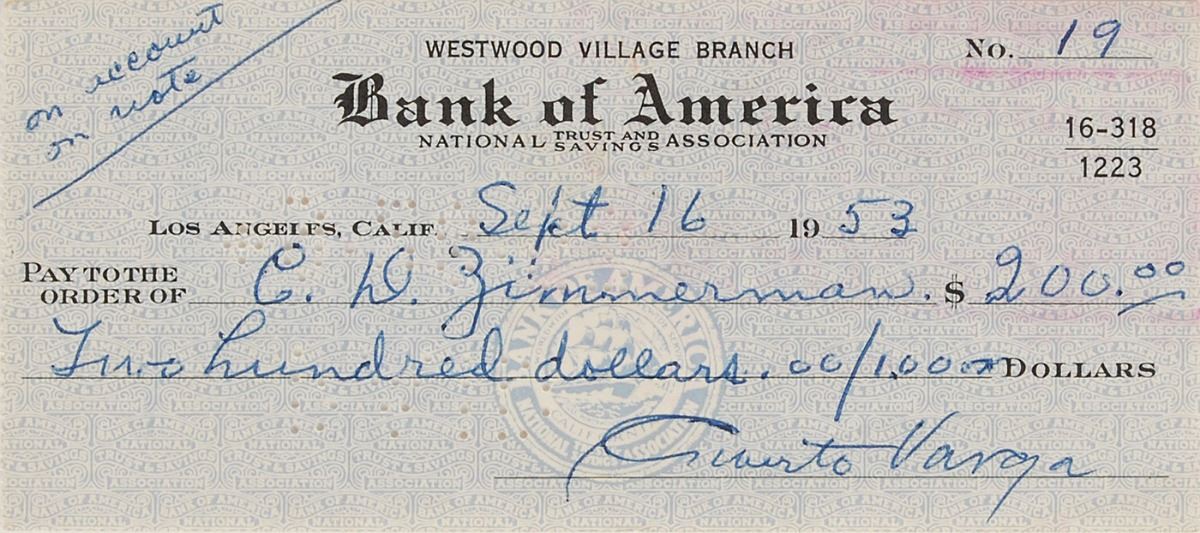 on account
on note
WESTWOOD VILLAGE BRANCH
No. 19
Bank of America
NATIONAL TRUST AND SAVINGS ASSOCIATION
16-318
1223
LOS ANGELES, CALIF. Sept 16 1953
PAY TO THE ORDER OF C. D. Zimmerman. $ 200.00
Two hundred dollars. 00/100 DOLLARS
Varga